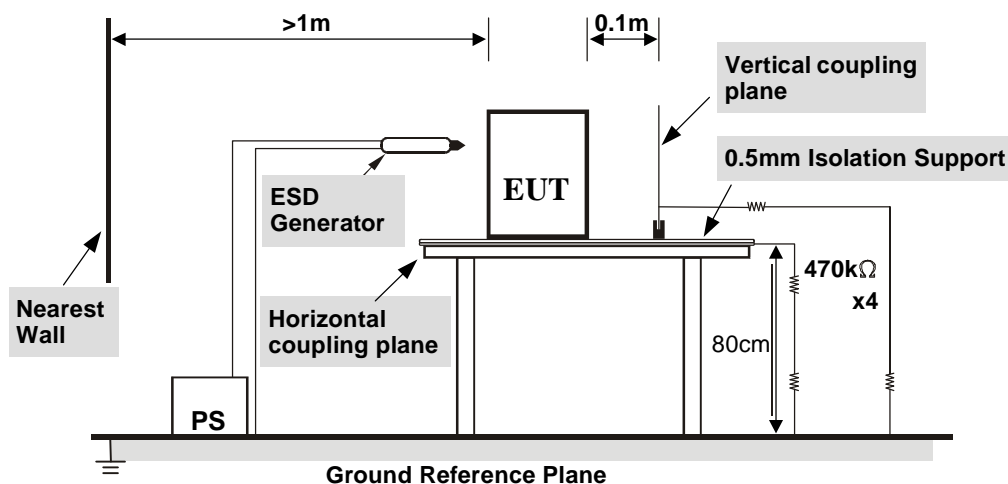 >1m
0.1m
Vertical coupling
plane
0.5mm Isolation Support
ESD
Generator
EUT
470kΩ
x4
Nearest
Wall
Horizontal
coupling plane
80cm
PS
Ground Reference Plane